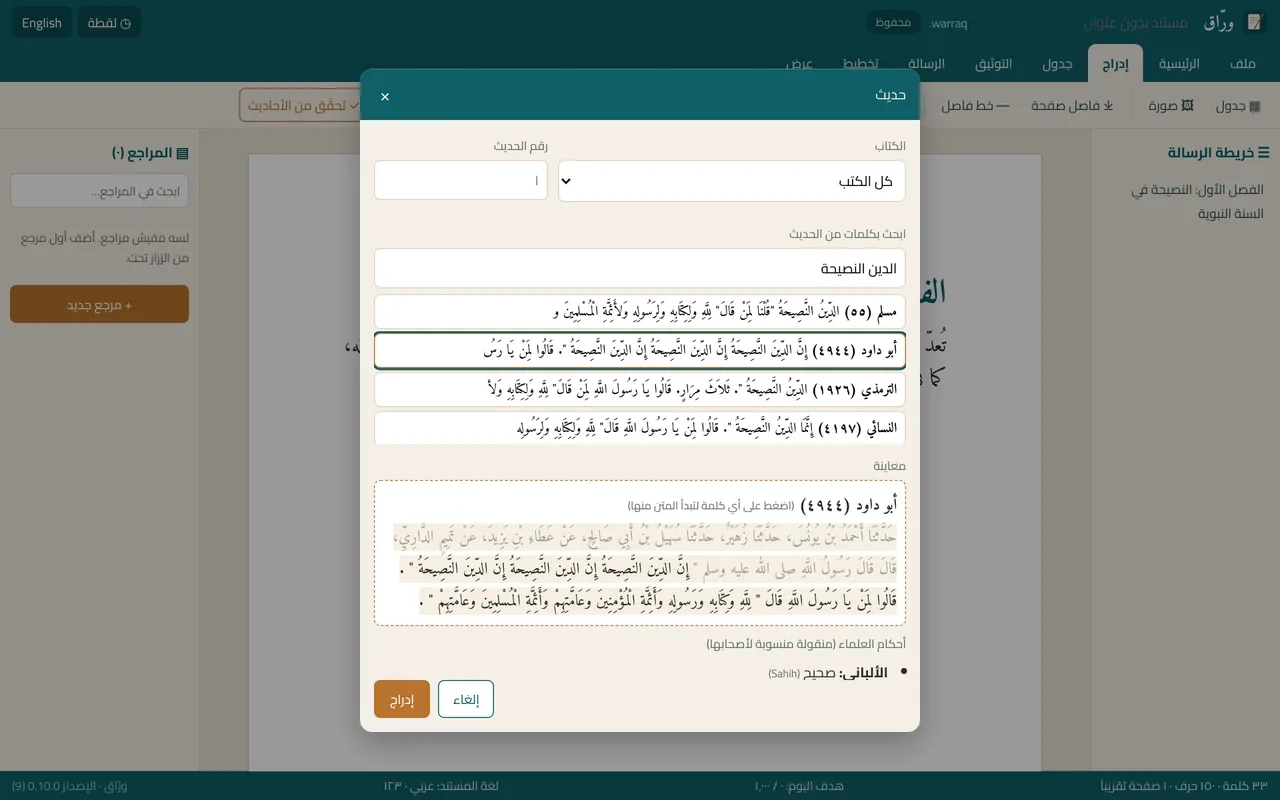 ورّاق
مستند بدون عنوان
.warraq
محفوظ
لقطة
English
ملف
الرئيسية
إدراج
جدول
التوثيق
الرسالة
تخطيط
عرض
جدول
صورة
فاصل صفحة
خط فاصل
تحقّق من الأحاديث
خريطة الرسالة
الفصل الأول: النصيحة في
السنة النبوية
تُعدّ
كما
المراجع (٠)
ابحث في المراجع...
لسه مفيش مراجع. أضف أول مرجع
من الزرار تحت.
+ مرجع جديد
حديث
×
الكتاب
رقم الحديث
كل الكتب
١
ابحث بكلمات من الحديث
الدين النصيحة
مسلم (٥٥) الدِّينُ النَّصِيحَةُ "قُلْنَا لِمَنْ قَالَ" لِلَّهِ وَلِكِتَابِهِ وَلِرَسُولِهِ وَلأَئِمَّةِ الْمُسْلِمِينَ وَ
أبو داود (٤٩٤٤) إِنَّ الدِّينَ النَّصِيحَةُ إِنَّ الدِّينَ النَّصِيحَةُ إِنَّ الدِّينَ النَّصِيحَةُ ". قَالُوا لِمَنْ يَا رَسُ
الترمذي (١٩٢٦) الدِّينُ النَّصِيحَةُ ". ثَلاَثَ مِرَارٍ. قَالُوا يَا رَسُولَ اللَّهِ لِمَنْ قَالَ" لِلَّهِ وَلِكِتَابِهِ وَلأَ
النسائي (٤١٩٧) إِنَّمَا الدِّينُ النَّصِيحَةُ ". قَالُوا لِمَنْ يَا رَسُولَ اللَّهِ قَالَ" لِلَّهِ وَلِكِتَابِهِ وَلِرَسُولِهِ
معاينة
أبو داود (٤٩٤٤) (اضغط على أي كلمة لتبدأ المتن منها)
حَدَّثَنَا أَحْمَدُ بْنُ يُونُسَ، حَدَّثَنَا زُهَيْرٌ، حَدَّثَنَا سُهَيْلُ بْنُ أَبِي صَالِحٍ، عَنْ عَطَاءِ بْنِ يَزِيدَ، عَنْ تَمِيمٍ الدَّارِيِّ،
قَالَ قَالَ رَسُولُ اللَّهِ صلى الله عليه وسلم " إِنَّ الدِّينَ النَّصِيحَةُ إِنَّ الدِّينَ النَّصِيحَةُ إِنَّ الدِّينَ النَّصِيحَةُ " .
قَالُوا لِمَنْ يَا رَسُولَ اللَّهِ قَالَ " لِلَّهِ وَكِتَابِهِ وَرَسُولِهِ وَأَئِمَّةِ الْمُؤْمِنِينَ وَعَامَّتِهِمْ وَأَئِمَّةِ الْمُسْلِمِينَ وَعَامَّتِهِمْ " .
أحكام العلماء (منقولة منسوبة لأصحابها)
• الألباني: صحيح (Sahih)
إلغاء
إدراج
٣٣ كلمة · ١٥٠ حرف · ١ صفحة تقريباً
هدف اليوم: ٠ / ١,٠٠٠
لغة المستند: عربي · ١٢٣
ورّاق · الإصدار 0.10.0 (9)